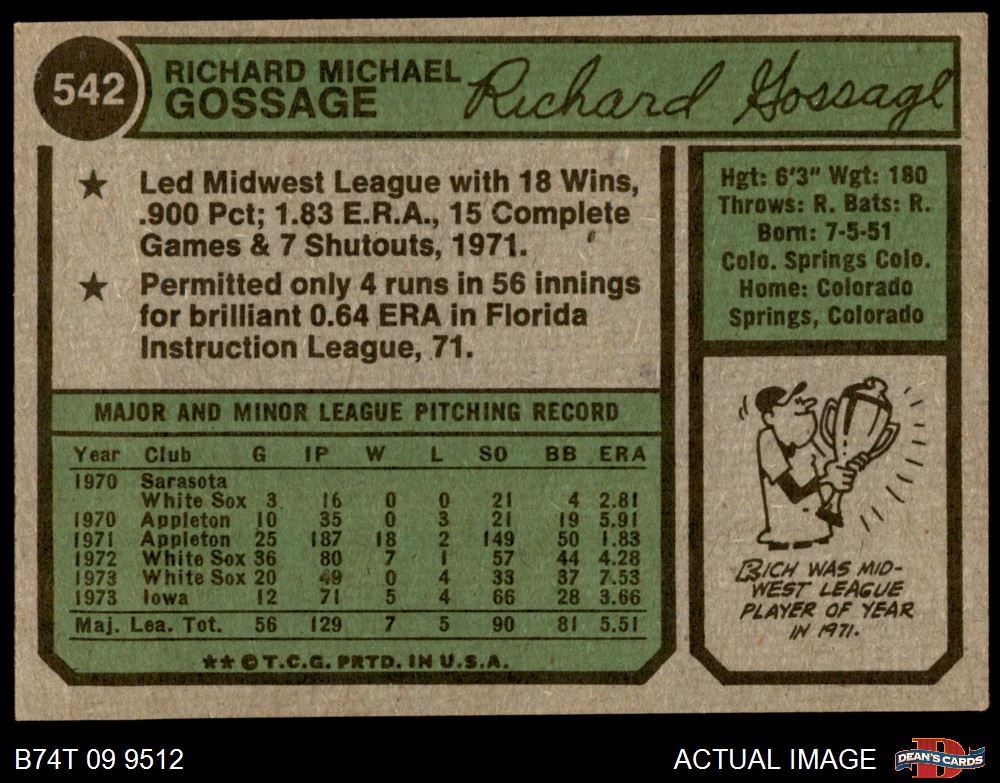 542
RICHARD MICHAEL
GOSSAGE
Richard Gossage
★ Led Midwest League with 18 Wins,
.900 Pct; 1.83 E.R.A., 15 Complete
Games & 7 Shutouts, 1971.
★ Permitted only 4 runs in 56 innings
for brilliant 0.64 ERA in Florida
Instruction League, 71.
Hgt: 6'3" Wgt: 180
Throws: R. Bats: R.
Born: 7-5-51
Colo. Springs Colo.
Home: Colorado
Springs, Colorado
MAJOR AND MINOR LEAGUE PITCHING RECORD
Year Club G IP W L SO BB ERA
1970 Sarasota
White Sox 3 16 0 0 21 4 2.81
1970 Appleton 10 35 0 3 21 19 5.91
1971 Appleton 25 187 18 2 149 50 1.83
1972 White Sox 36 80 7 1 57 44 4.28
1973 White Sox 20 49 0 4 33 37 7.53
1973 Iowa 12 71 5 4 66 28 3.66
Maj. Lea. Tot. 56 129 7 5 90 81 5.51
★★ © T.C.G. PRTD. IN U.S.A.
RICH WAS MID-
WEST LEAGUE
PLAYER OF YEAR
IN 1971.
B74T 09 9512
ACTUAL IMAGE
DEAN'S CARDS